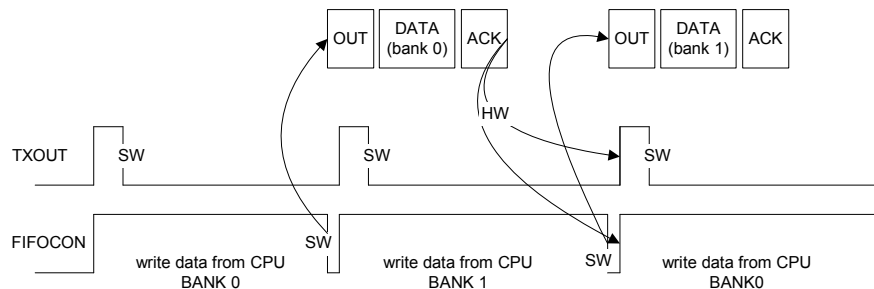 OUT DATA (bank 0) ACK OUT DATA (bank 1) ACK
HW
TXOUT SW SW SW
FIFOCON SW SW
write data from CPU write data from CPU write data from CPU
BANK 0 BANK 1 BANK0